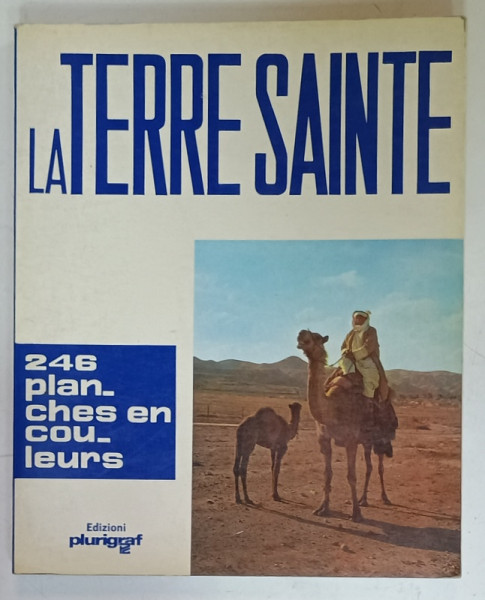 LA TERRE SAINTE
246
plan-
ches en
cou-
leurs
Edizioni
plurigraf